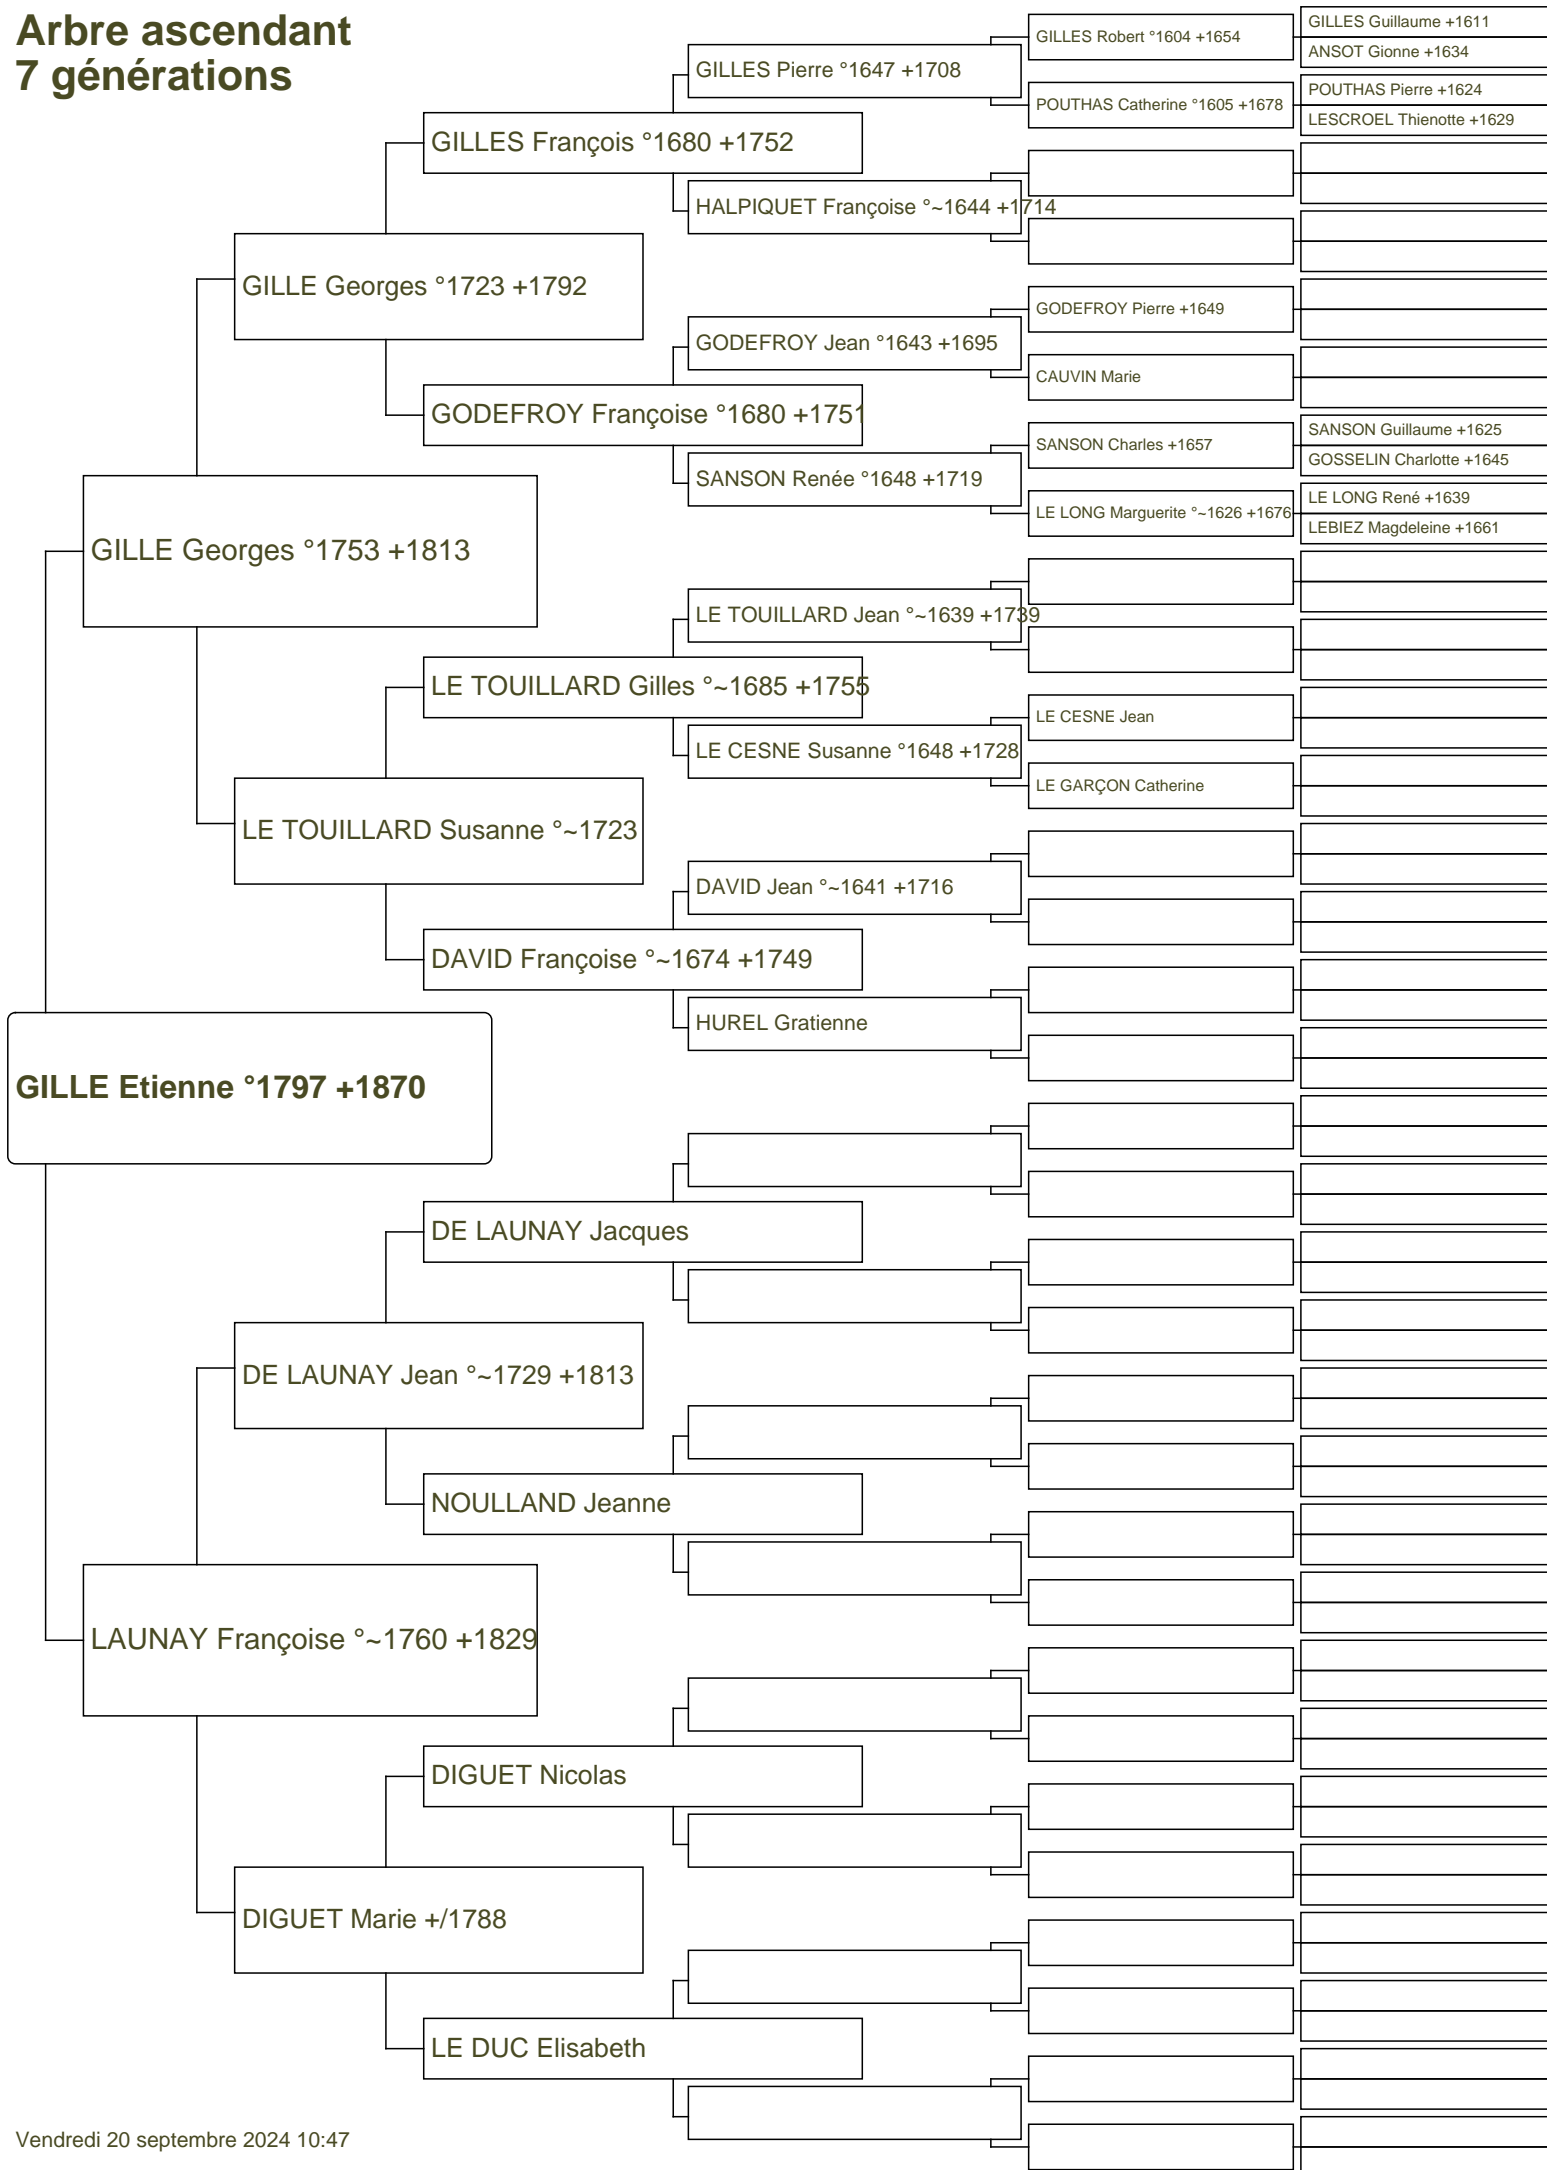 Arbre ascendant
7 générations
GILLES Guillaume +1611
GILLES Robert °1604 +1654
ANSOT Gionne +1634
GILLES Pierre °1647 +1708
POUTHAS Pierre +1624
POUTHAS Catherine °1605 +1678
LESCROEL Thienotte +1629
GILLES François °1680 +1752
HALPIQUET Françoise °~1644 +1714
GILLE Georges °1723 +1792
GODEFROY Pierre +1649
GODEFROY Jean °1643 +1695
CAUVIN Marie
GODEFROY Françoise °1680 +1751
SANSON Guillaume +1625
SANSON Charles +1657
GOSSELIN Charlotte +1645
SANSON Renée °1648 +1719
LE LONG René +1639
LE LONG Marguerite °~1626 +1676
LEBIEZ Magdeleine +1661
GILLE Georges °1753 +1813
LE TOUILLARD Jean °~1639 +1739
LE TOUILLARD Gilles °~1685 +1755
LE CESNE Jean
LE CESNE Susanne °1648 +1728
LE GARÇON Catherine
LE TOUILLARD Susanne °~1723
DAVID Jean °~1641 +1716
DAVID Françoise °~1674 +1749
HUREL Gratienne
GILLE Etienne °1797 +1870
DE LAUNAY Jacques
DE LAUNAY Jean °~1729 +1813
NOULLAND Jeanne
LAUNAY Françoise °~1760 +1829
DIGUET Nicolas
DIGUET Marie +/1788
LE DUC Elisabeth
Vendredi 20 septembre 2024 10:47